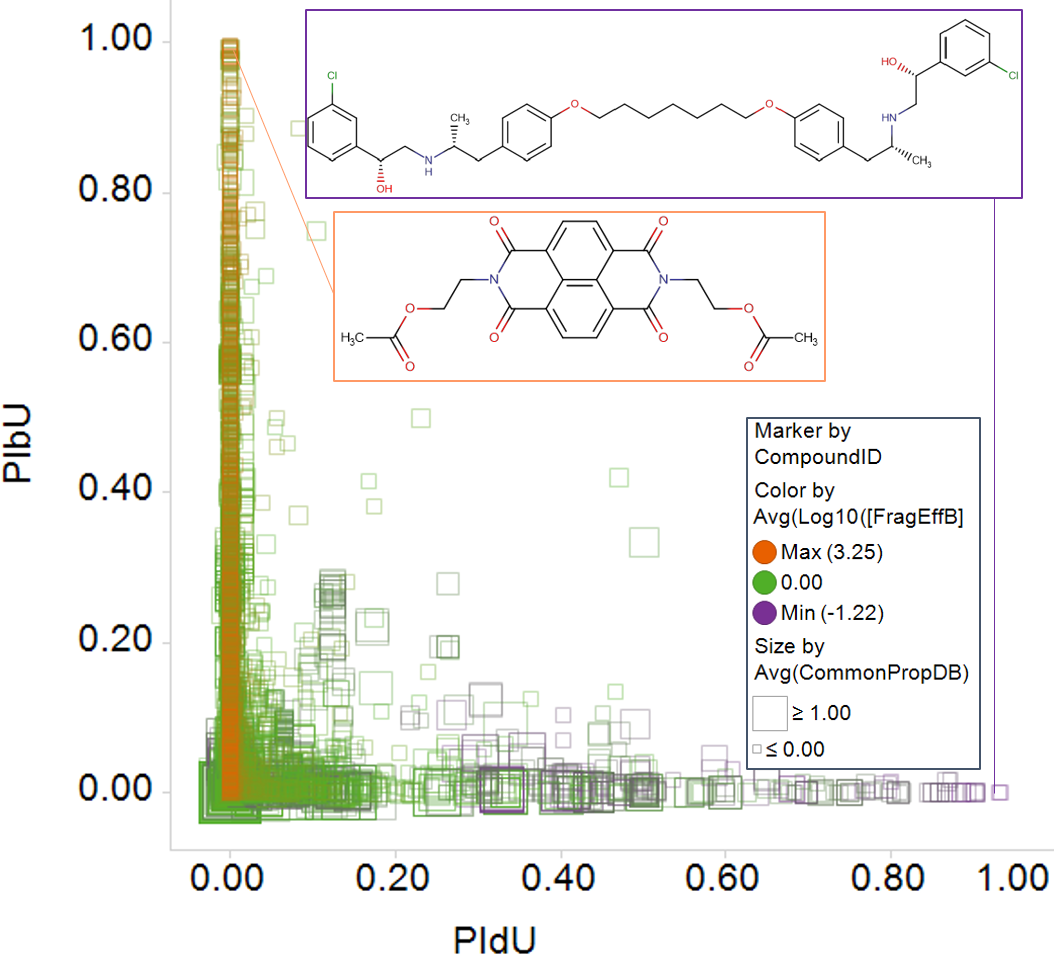 1.00
0.80
0.60
0.40
0.20
0.00
PIbU
0.00 0.20 0.40 0.60 0.80 1.00
PIdU
Cl
OH
N
H
CH₃
O
O
HO
HN
CH₃
Cl
O
O
N
N
O
O
O
O
H₃C
CH₃
O
O
Marker by
CompoundID
Color by
Avg(Log10([FragEffB]
Max (3.25)
0.00
Min (-1.22)
Size by
Avg(CommonPropDB)
≥ 1.00
≤ 0.00